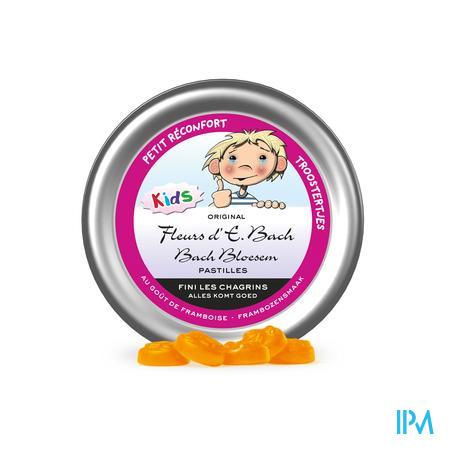 PETIT RÉCONFORT
TROOSTERTJES
Kids
ORIGINAL
Fleurs d'E. Bach
Bach Bloesem
PASTILLES
FINI LES CHAGRINS
ALLES KOMT GOED
AU GOÛT DE FRAMBOISE · FRAMBOZENSMAAK
IPM